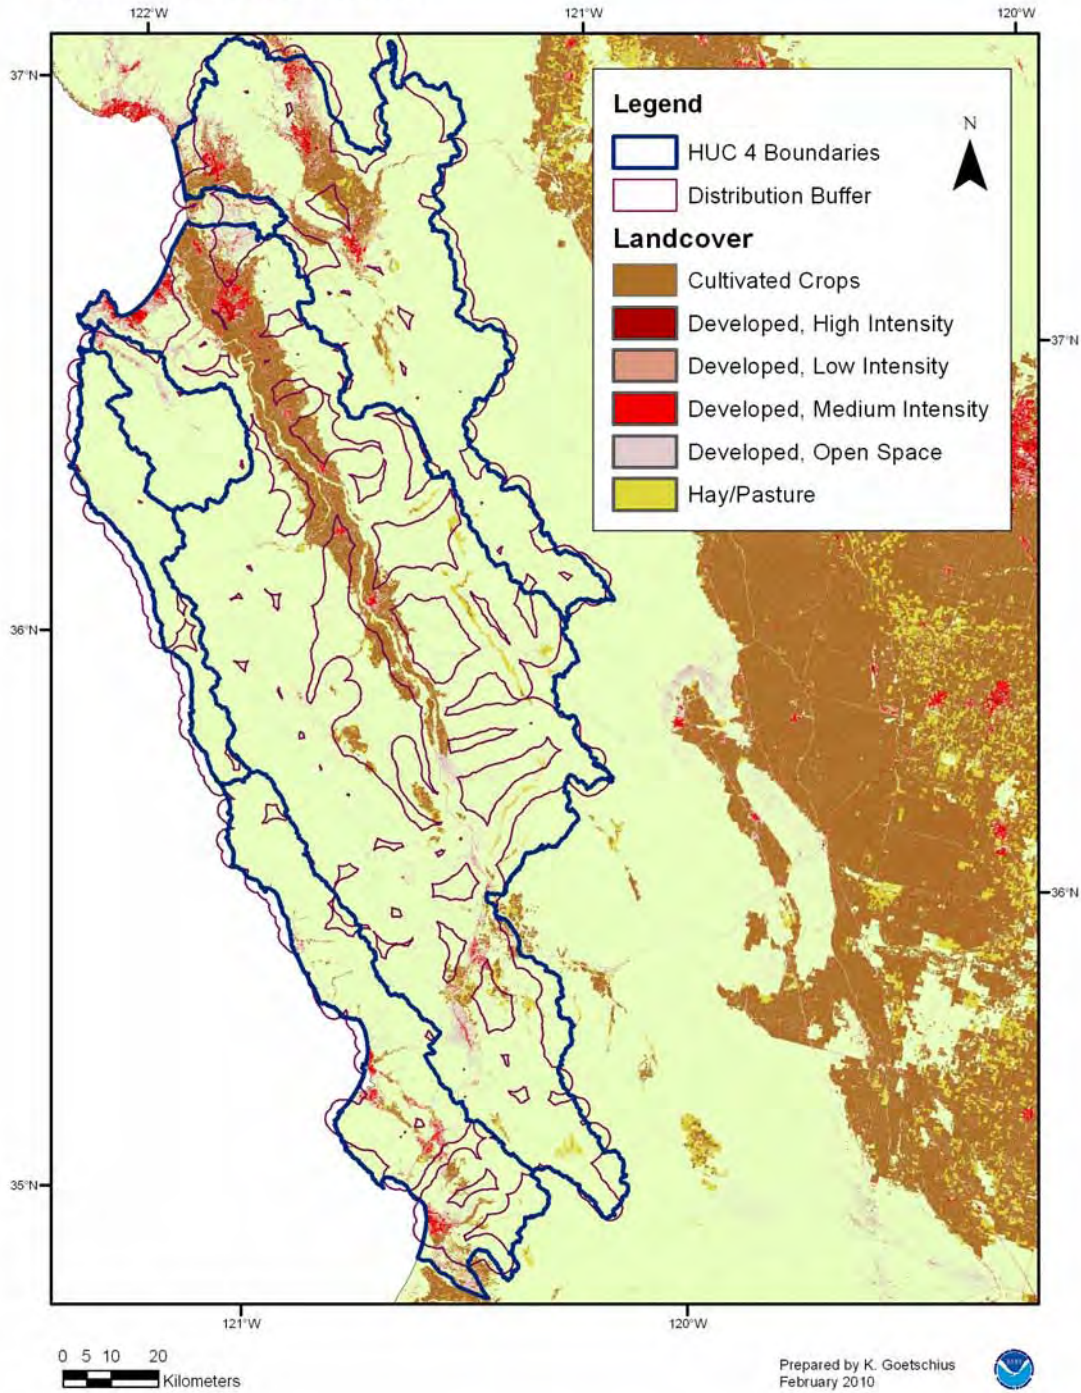 122°W
121°W
120°W
37°N
Legend
N
HUC 4 Boundaries
Distribution Buffer
Landcover
Cultivated Crops
Developed, High Intensity
37°N
Developed, Low Intensity
Developed, Medium Intensity
Developed, Open Space
Hay/Pasture
36°N
36°N
35°N
121°W
120°W
0 5 10 20
Kilometers
Prepared by K. Goetschius
February 2010